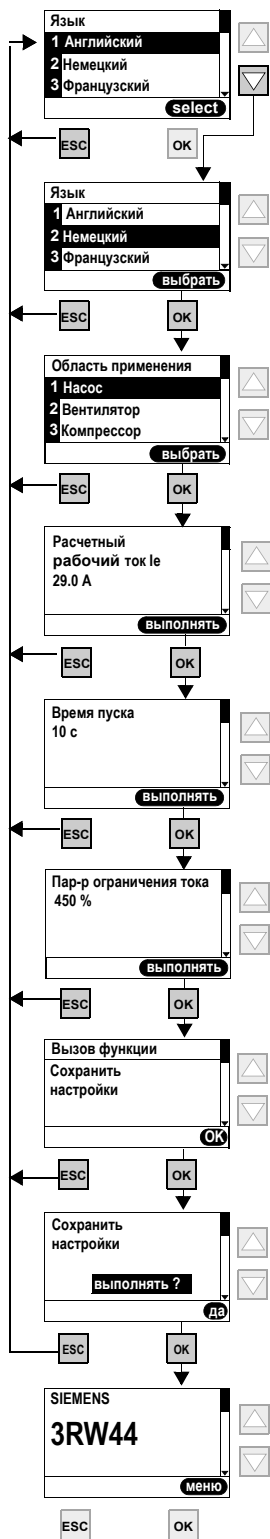 Язык
1 Английский
2 Немецкий
3 Французский
select
ESC
OK
Язык
1 Английский
2 Немецкий
3 Французский
выбрать
ESC
OK
Область применения
1 Насос
2 Вентилятор
3 Компрессор
выбрать
ESC
OK
Расчетный
рабочий ток Ie
29.0 A
выполнять
ESC
OK
Время пуска
10 с
выполнять
ESC
OK
Пар-р ограничения тока
450 %
выполнять
ESC
OK
Вызов функции
Сохранить
настройки
OK
ESC
OK
Сохранить
настройки
выполнять ?
да
ESC
OK
SIEMENS
3RW44
меню
ESC
OK